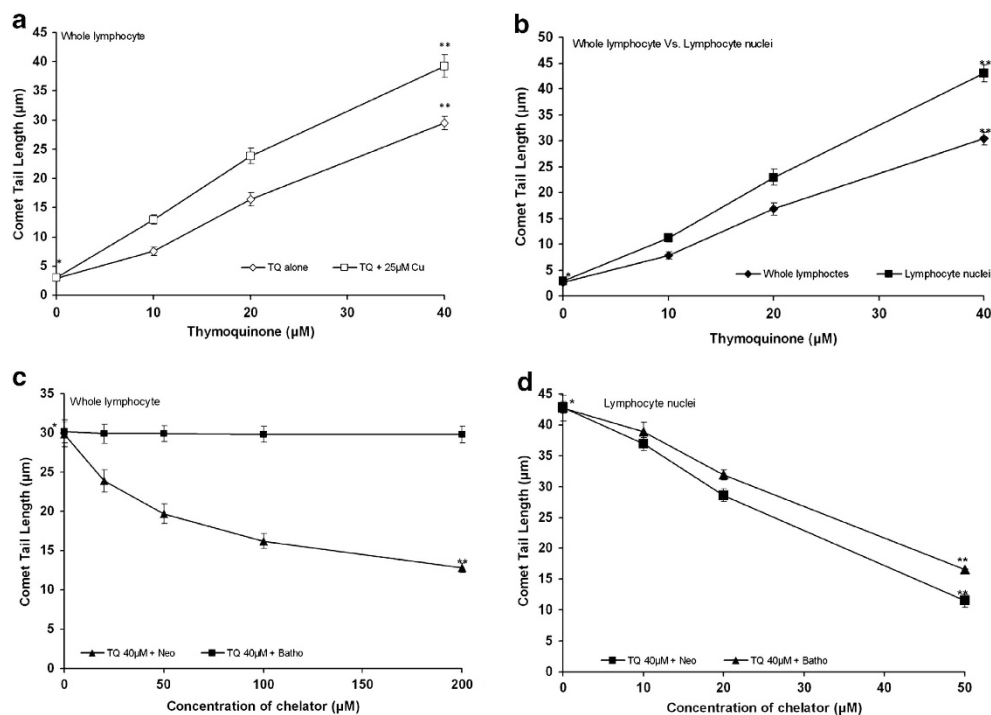 a
Whole lymphocyte
Comet Tail Length (µm)
45
40
35
30
25
20
15
10
5
0
**
**
*
TQ alone
TQ + 25µM Cu
0 10 20 30 40
Thymoquinone (µM)
b
Whole lymphocyte Vs. Lymphocyte nuclei
Comet Tail Length (µm)
50
45
40
35
30
25
20
15
10
5
0
**
**
*
Whole lymphoctes
Lymphocyte nuclei
0 10 20 30 40
Thymoquinone (µM)
c
Whole lymphocyte
Comet Tail Length (µm)
35
30
25
20
15
10
5
0
*
**
TQ 40µM + Neo
TQ 40µM + Batho
0 50 100 150 200
Concentration of chelator (µM)
d
Lymphocyte nuclei
Comet Tail Length (µm)
45
40
35
30
25
20
15
10
5
0
*
**
**
TQ 40µM + Neo
TQ 40µM + Batho
0 10 20 30 40 50
Concentration of chelator (µM)